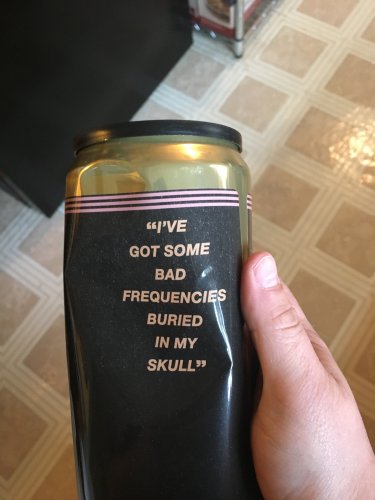 “I’VE
GOT SOME
BAD
FREQUENCIES
BURIED
IN MY
SKULL”